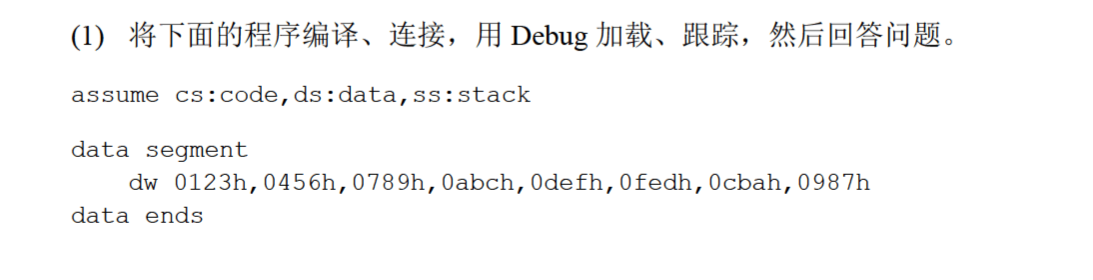 (1) 将下面的程序编译、连接，用 Debug 加载、跟踪，然后回答问题。
assume cs:code,ds:data,ss:stack
data segment
    dw 0123h,0456h,0789h,0abch,0defh,0fedh,0cbah,0987h
data ends